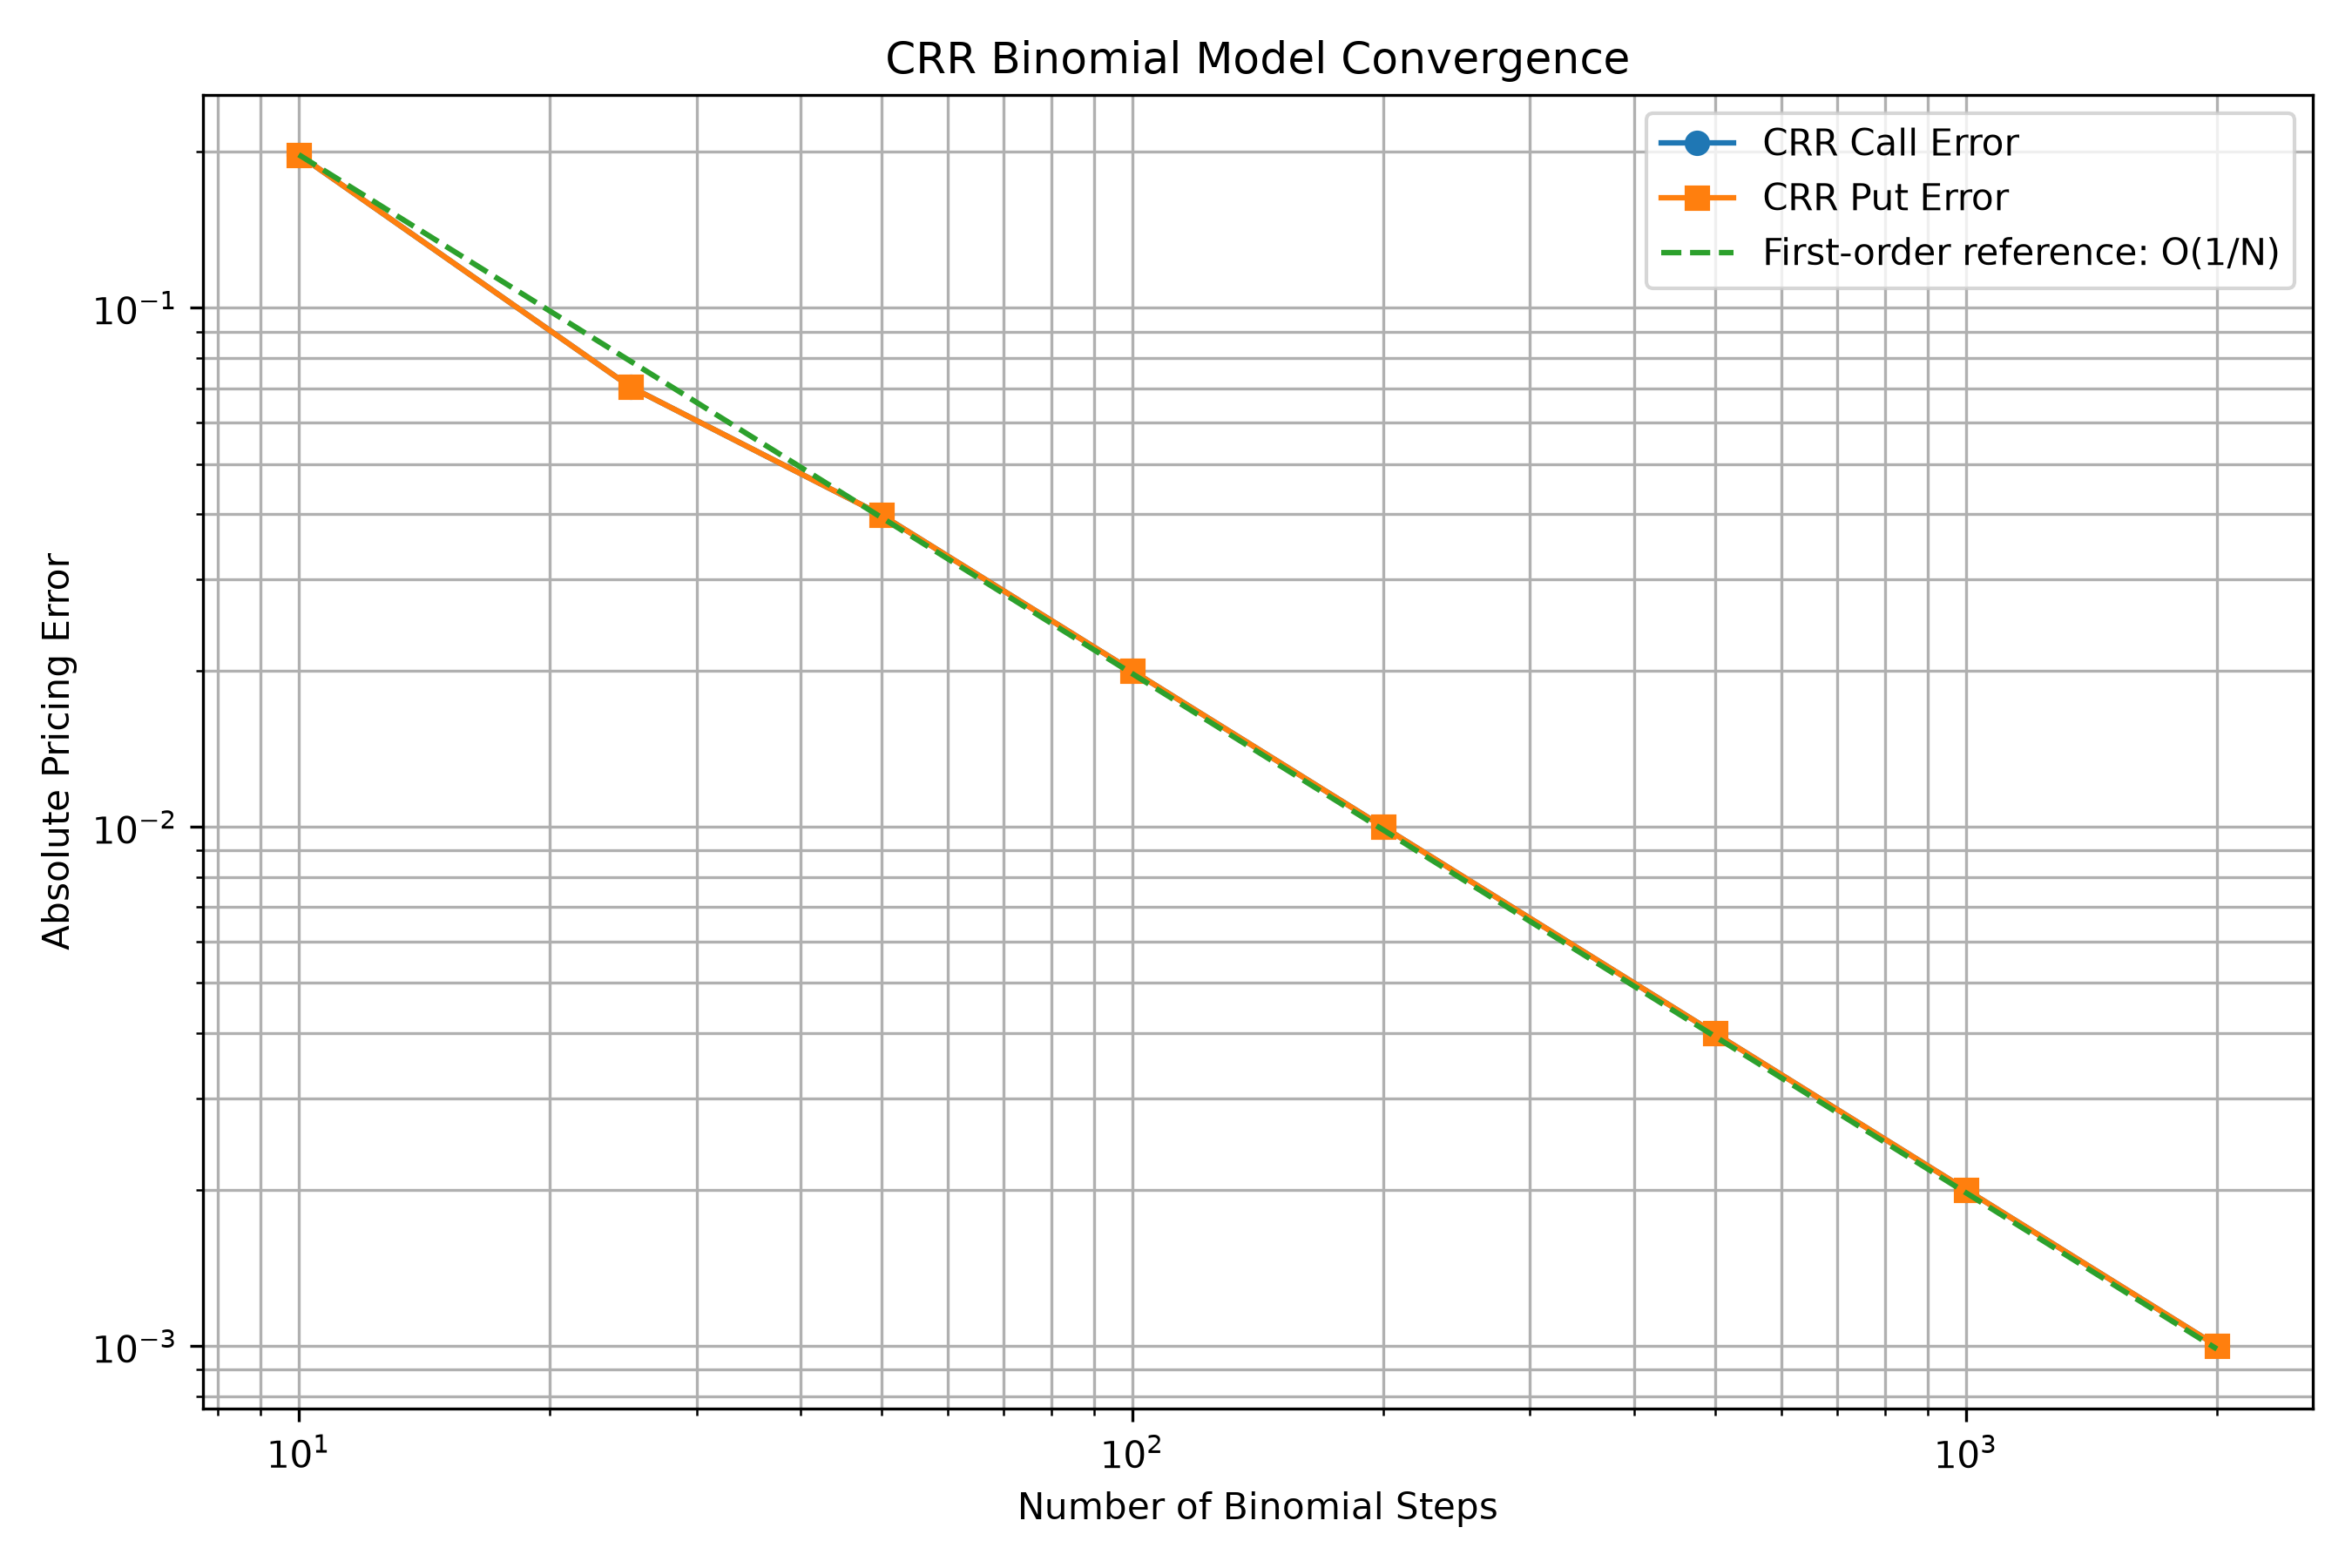 CRR Binomial Model Convergence
CRR Call Error
CRR Put Error
First-order reference: O(1/N)
Absolute Pricing Error
10⁻¹
10⁻²
10⁻³
10¹ 10² 10³
Number of Binomial Steps